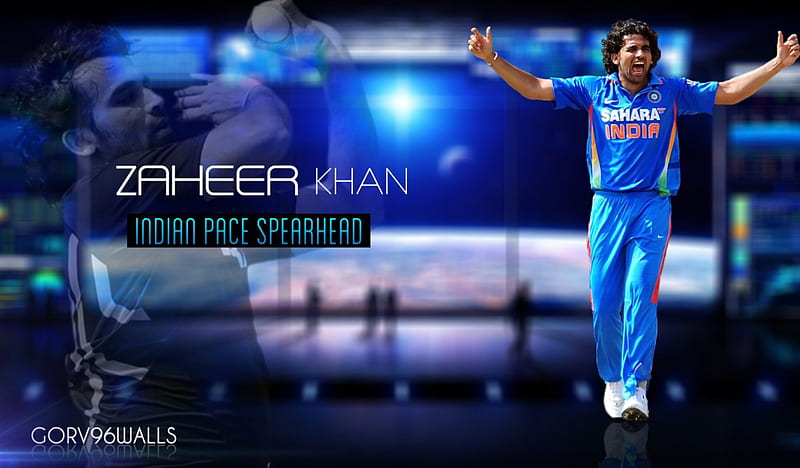 ZAHEER KHAN
INDIAN PACE SPEARHEAD
SAHARA
INDIA
GORV96WALLS